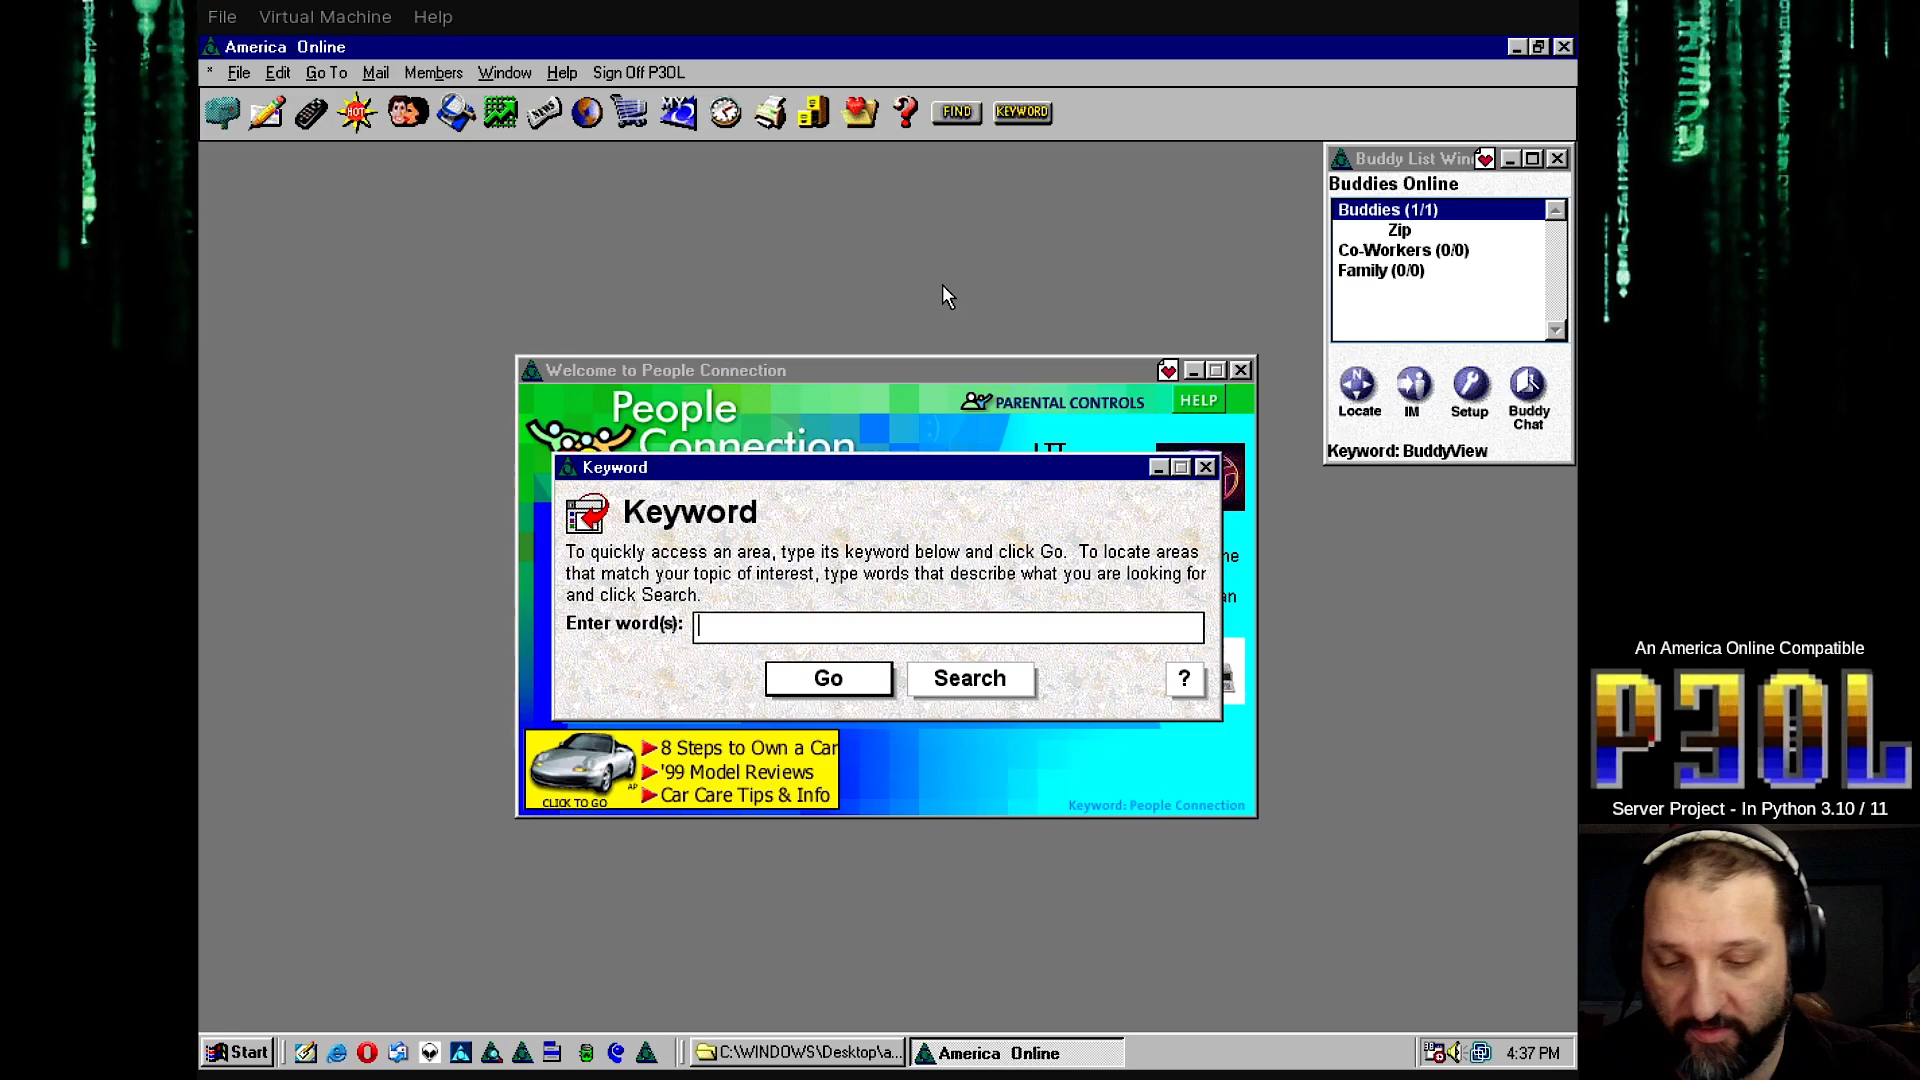 File Virtual Machine Help
America Online
* File Edit Go To Mail Members Window Help Sign Off P3OL
HOT MY FIND KEYWORD
Buddy List Win
Buddies Online
Buddies (1/1)
Zip
Co-Workers (0/0)
Family (0/0)
Locate IM Setup Buddy Chat
Keyword: BuddyView
Welcome to People Connection
People Connection
PARENTAL CONTROLS HELP
Keyword
Keyword
To quickly access an area, type its keyword below and click Go. To locate areas
that match your topic of interest, type words that describe what you are looking for
and click Search.
Enter word(s):
Go Search ?
8 Steps to Own a Car
'99 Model Reviews
Car Care Tips & Info
CLICK TO GO
AP
Keyword: People Connection
An America Online Compatible
P3OL
Server Project - In Python 3.10 / 11
Start C:\WINDOWS\Desktop\a... America Online 4:37 PM